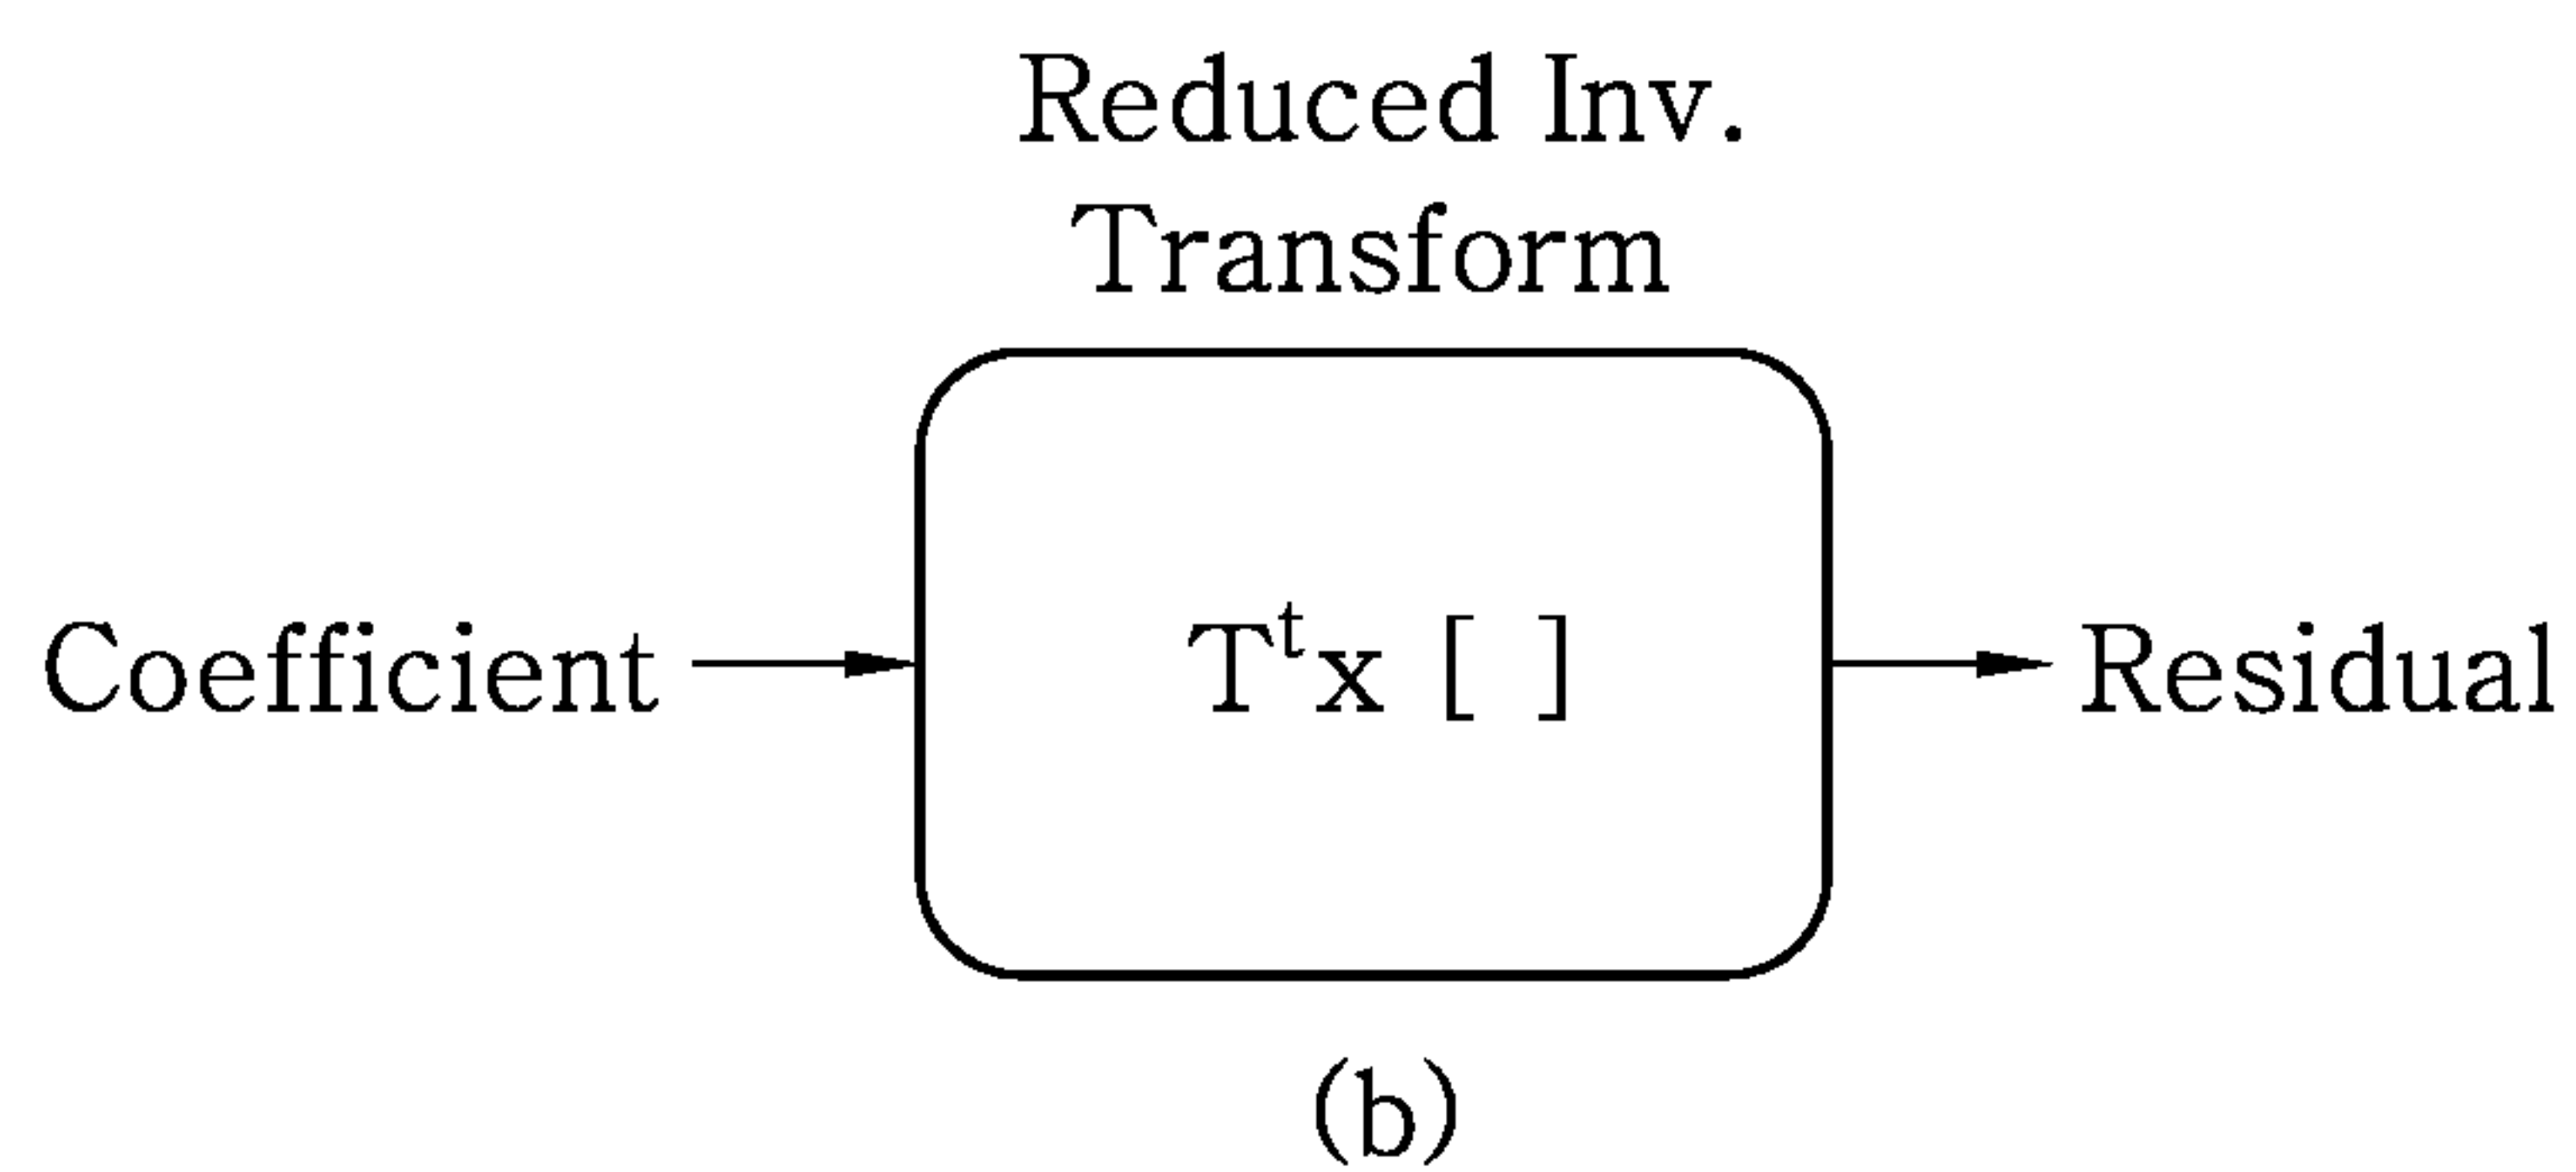 Reduced Inv.
Transform
Coefficient
Tᵗx [ ]
Residual
(b)